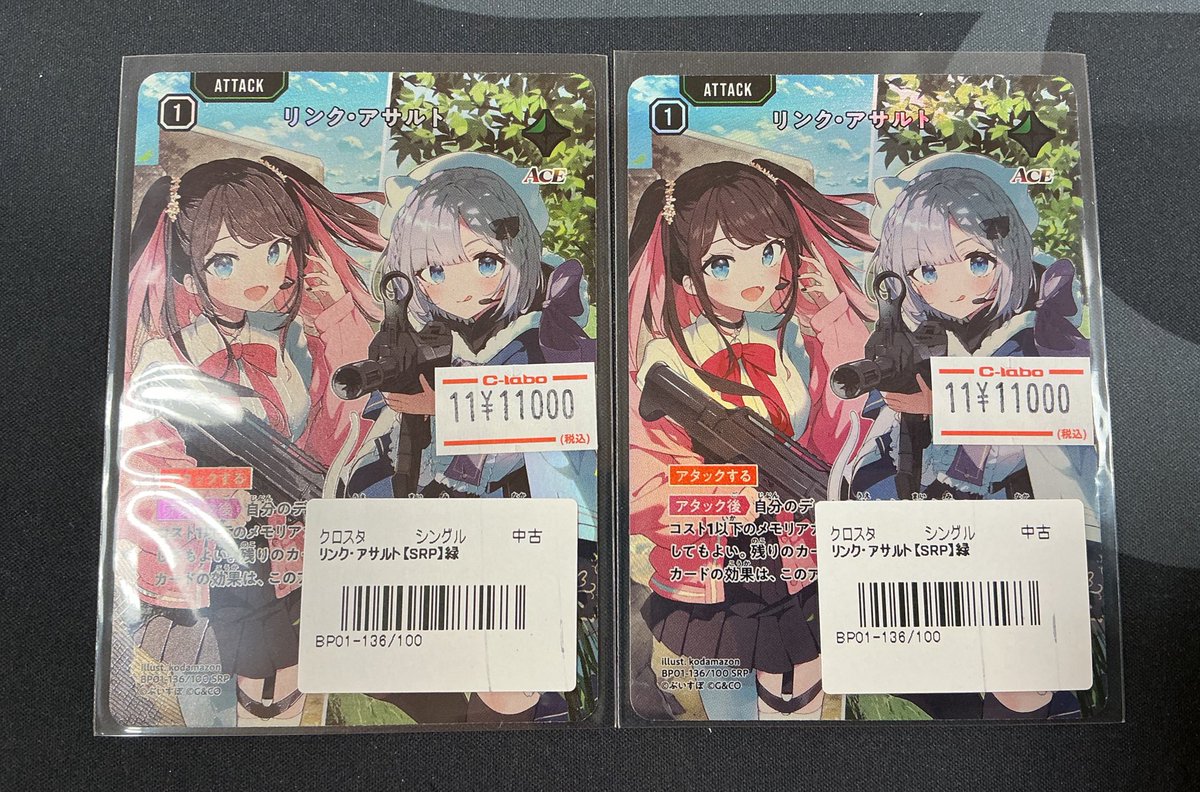 ATTACK
1
リンク・アサルト
ACE
C-labo
11¥11000
(税込)
アタックする
後
自分のデ
コスト1以下のメモリア
してもよい。残りのカー
カードの効果は、このア
クロスタ シングル 中古
リンク・アサルト【SRP】緑
BP01-136/100
illust. kodamazon
BP01-136/100 SRP
©ぶいすぽ ©G&CO
ATTACK
1
リンク・アサルト
ACE
C-labo
11¥11000
(税込)
アタックする
アタック後 自分のデ
コスト1以下のメモリア
してもよい。残りのカー
カードの効果は、このア
クロスタ シングル 中古
リンク・アサルト【SRP】緑
BP01-136/100
illust. kodamazon
BP01-136/100 SRP
©ぶいすぽ ©G&CO